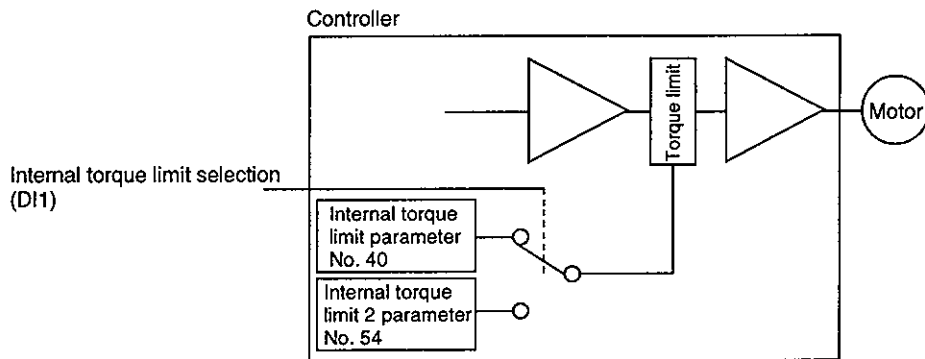 Controller
Torque limit
Motor
Internal torque limit selection
(DI1)
Internal torque
limit parameter
No. 40
Internal torque
limit 2 parameter
No. 54